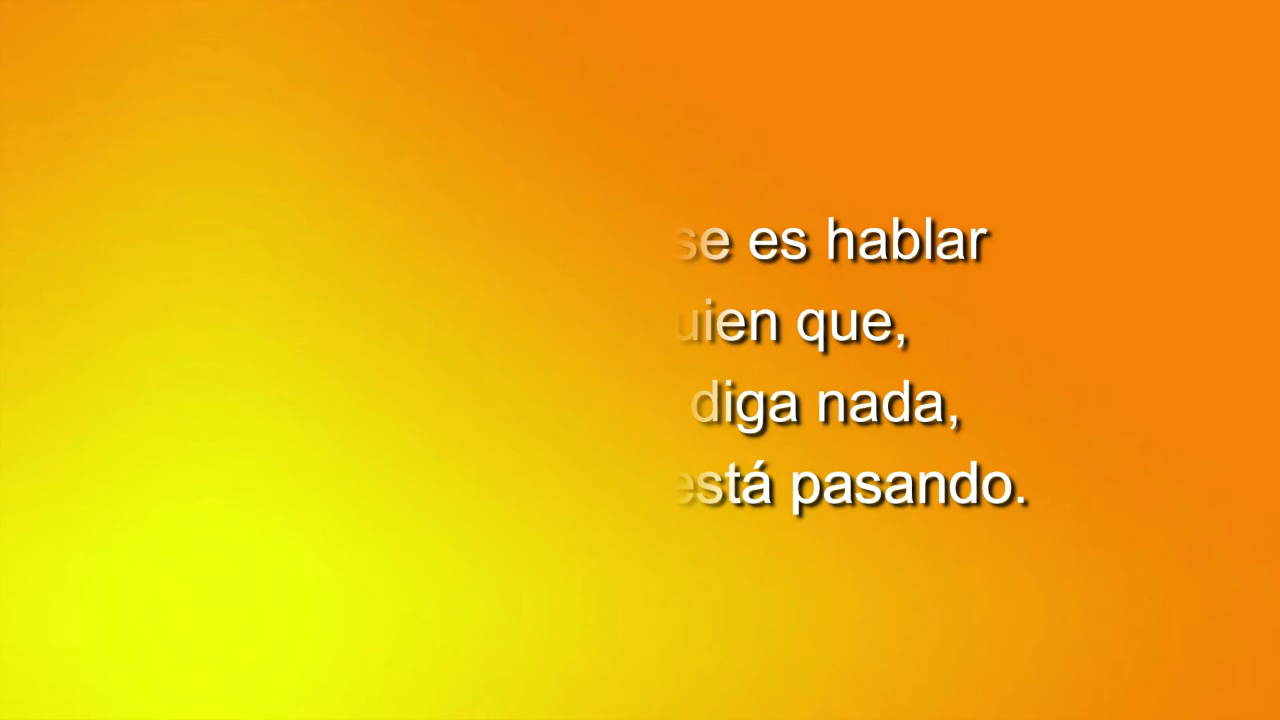 se es hablar
uien que,
diga nada,
está pasando.